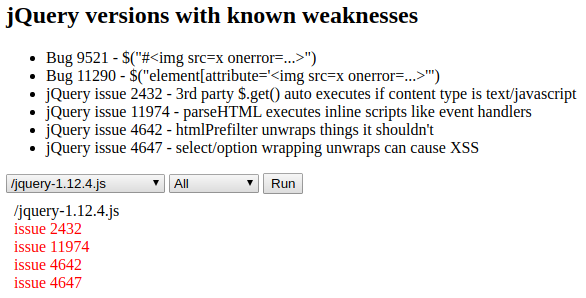 jQuery versions with known weaknesses
Bug 9521 - $("#<img src=x onerror=...>")
Bug 11290 - $("element[attribute='<img src=x onerror=...>'")
jQuery issue 2432 - 3rd party $.get() auto executes if content type is text/javascript
jQuery issue 11974 - parseHTML executes inline scripts like event handlers
jQuery issue 4642 - htmlPrefilter unwraps things it shouldn't
jQuery issue 4647 - select/option wrapping unwraps can cause XSS
/jquery-1.12.4.js All Run
/jquery-1.12.4.js
issue 2432
issue 11974
issue 4642
issue 4647